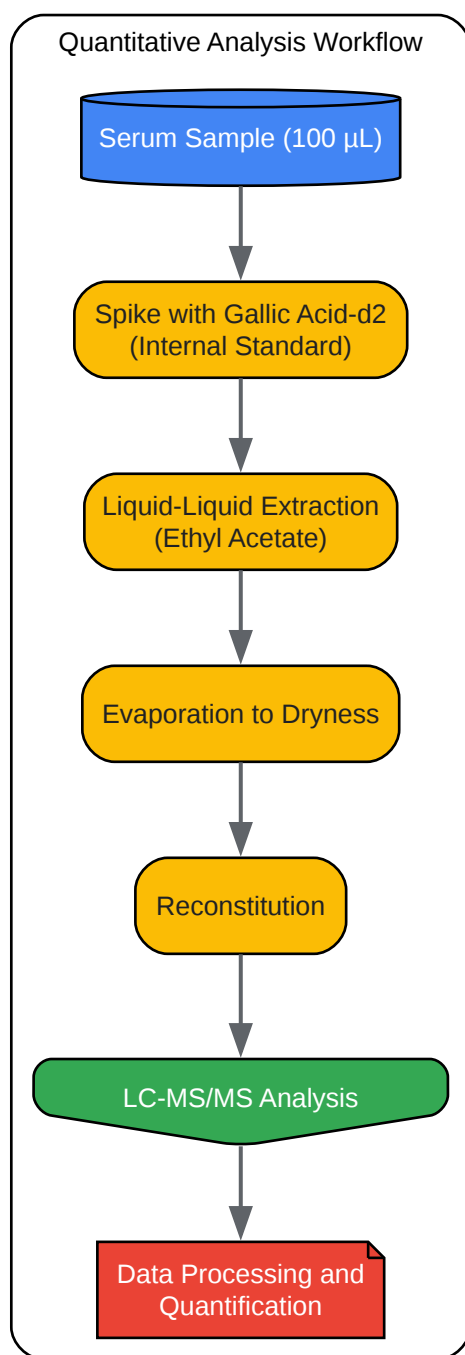 Quantitative Analysis Workflow
Serum Sample (100 µL)
Spike with Gallic Acid-d2
(Internal Standard)
Liquid-Liquid Extraction
(Ethyl Acetate)
Evaporation to Dryness
Reconstitution
LC-MS/MS Analysis
Data Processing and
Quantification